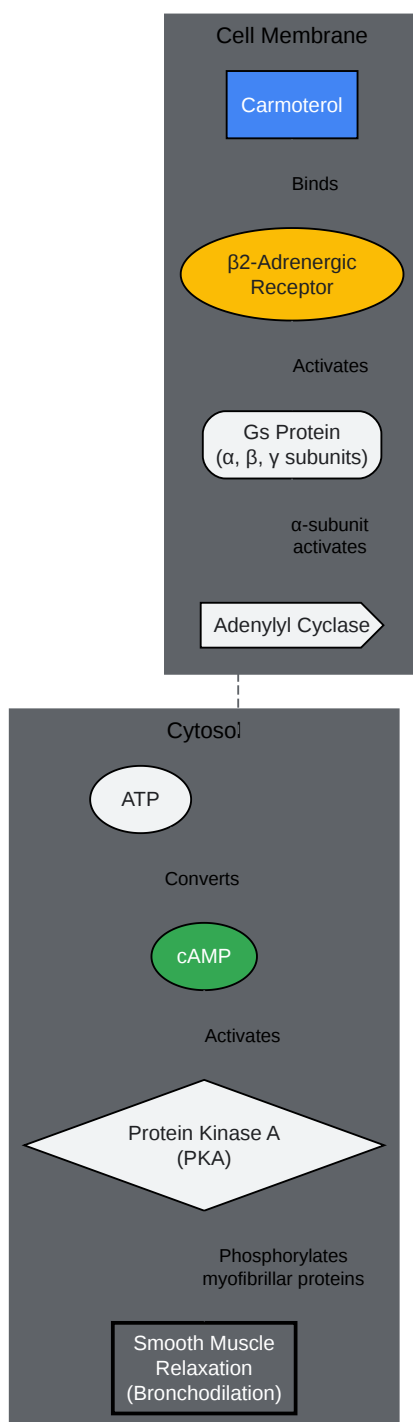 Cell Membrane
Carmoterol
Binds
β2-Adrenergic
Receptor
Activates
Gs Protein
(α, β, γ subunits)
α-subunit
activates
Adenylyl Cyclase
Cytosol
ATP
Converts
cAMP
Activates
Protein Kinase A
(PKA)
Phosphorylates
myofibrillar proteins
Smooth Muscle
Relaxation
(Bronchodilation)